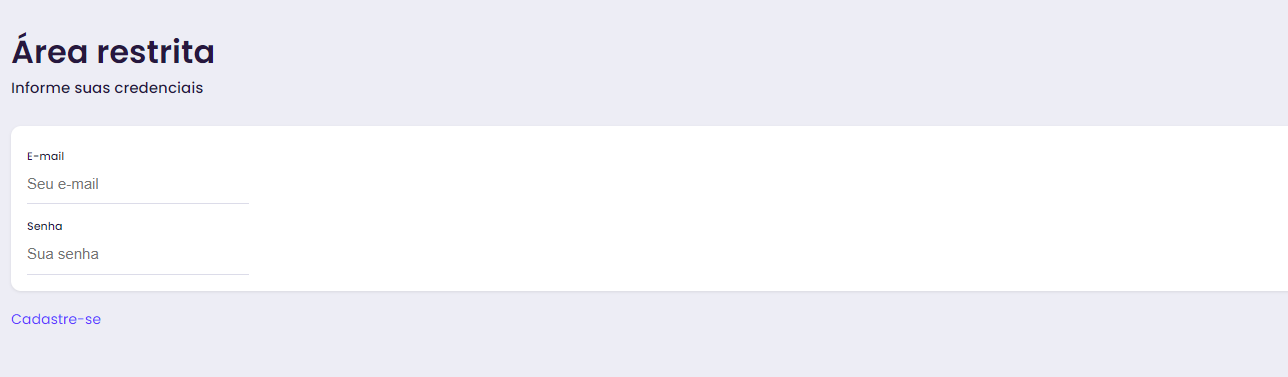 Área restrita
Informe suas credenciais
E-mail
Seu e-mail
Senha
Sua senha
Cadastre-se